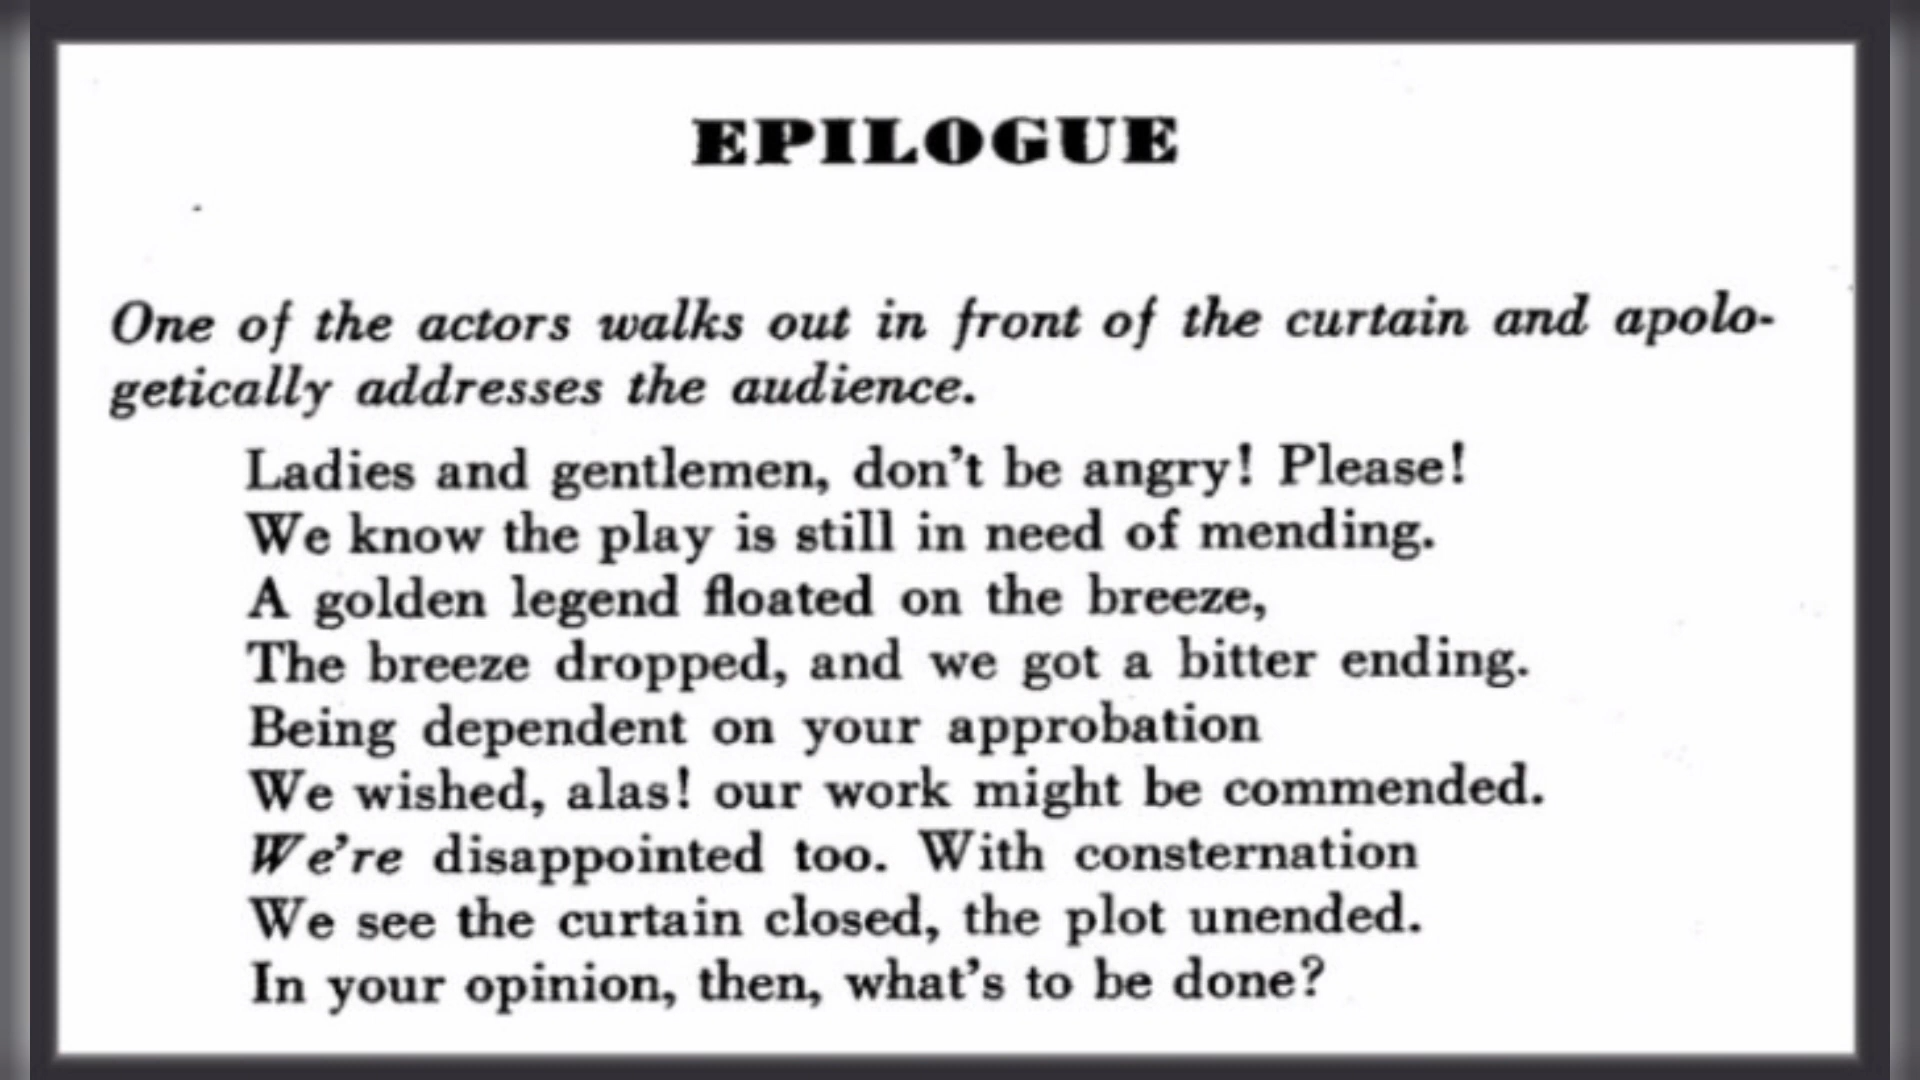 EPILOGUE
One of the actors walks out in front of the curtain and apolo-
getically addresses the audience.
Ladies and gentlemen, don't be angry! Please!
We know the play is still in need of mending.
A golden legend floated on the breeze,
The breeze dropped, and we got a bitter ending.
Being dependent on your approbation
We wished, alas! our work might be commended.
We're disappointed too. With consternation
We see the curtain closed, the plot unended.
In your opinion, then, what's to be done?